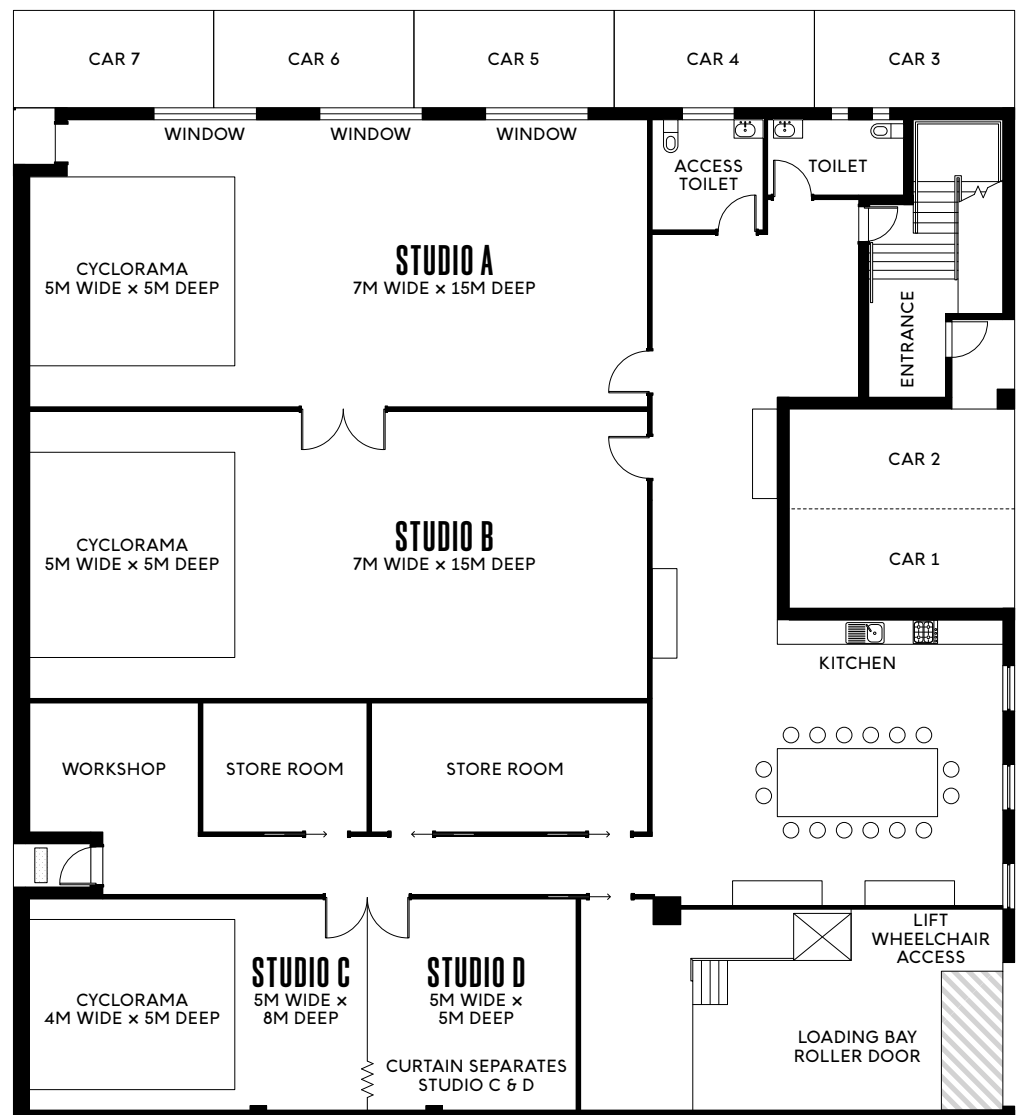 CAR 7
CAR 6
CAR 5
CAR 4
CAR 3
WINDOW
WINDOW
WINDOW
ACCESS
TOILET
TOILET
STUDIO A
7M WIDE × 15M DEEP
CYCLORAMA
5M WIDE × 5M DEEP
ENTRANCE
CAR 2
CAR 1
STUDIO B
7M WIDE × 15M DEEP
CYCLORAMA
5M WIDE × 5M DEEP
KITCHEN
WORKSHOP
STORE ROOM
STORE ROOM
CYCLORAMA
4M WIDE × 5M DEEP
STUDIO C
5M WIDE ×
8M DEEP
STUDIO D
5M WIDE ×
5M DEEP
CURTAIN SEPARATES
STUDIO C & D
LIFT
WHEELCHAIR
ACCESS
LOADING BAY
ROLLER DOOR